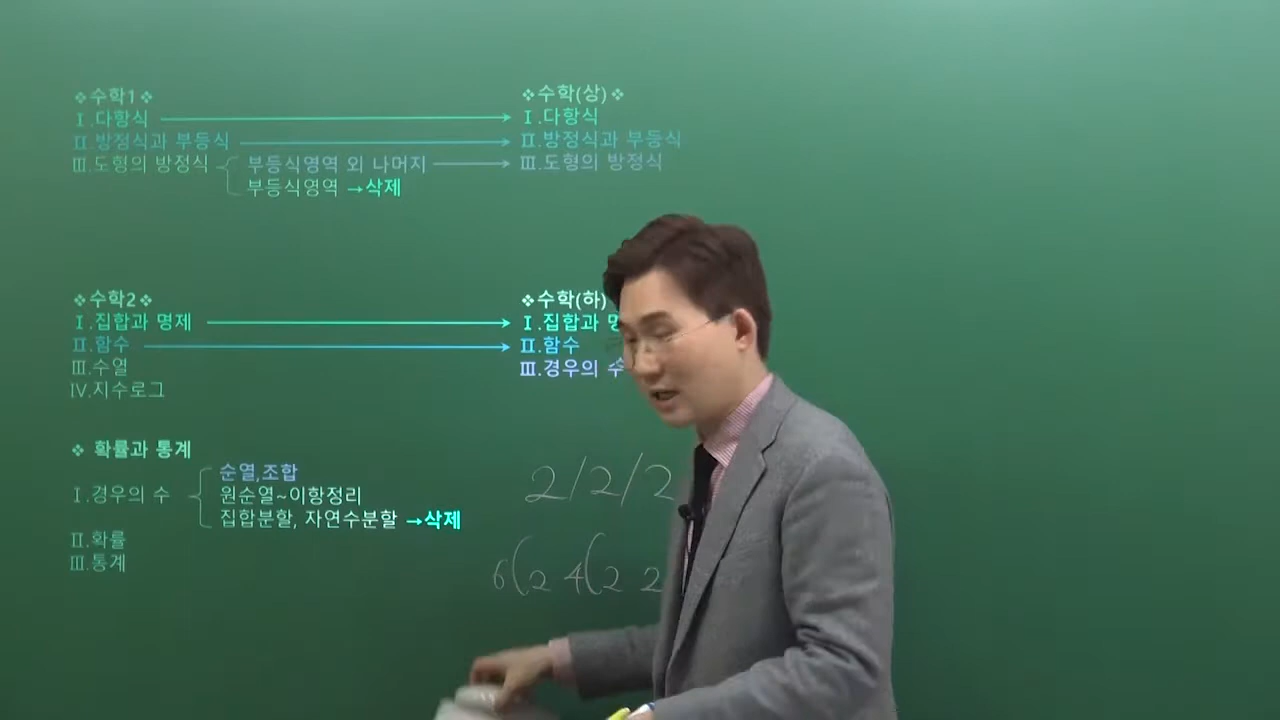 ❖수학1❖
Ⅰ.다항식
Ⅱ.방정식과 부등식
Ⅲ.도형의 방정식
부등식영역 외 나머지
부등식영역 →삭제
❖수학(상)❖
Ⅰ.다항식
Ⅱ.방정식과 부등식
Ⅲ.도형의 방정식
❖수학2❖
Ⅰ.집합과 명제
Ⅱ.함수
Ⅲ.수열
Ⅳ.지수로그
❖수학(하)
Ⅰ.집합과
Ⅱ.함수
Ⅲ.경우의 수
❖ 확률과 통계
Ⅰ.경우의 수
순열,조합
원순열~이항정리
집합분할, 자연수분할 →삭제
Ⅱ.확률
Ⅲ.통계
2/2/2
6C2 4C2 2